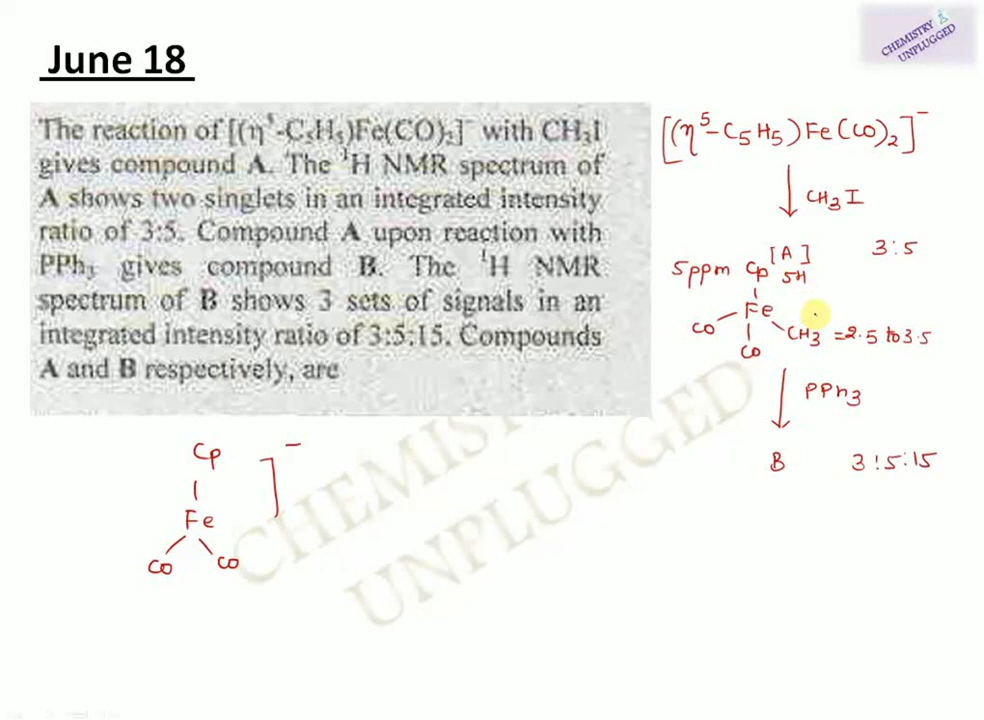 CHEMISTRY
UNPLUGGED
June 18
The reaction of [(η⁵-C₅H₅)Fe(CO)₂]⁻ with CH₃I
gives compound A. The ¹H NMR spectrum of
A shows two singlets in an integrated intensity
ratio of 3:5. Compound A upon reaction with
PPh₃ gives compound B. The ¹H NMR
spectrum of B shows 3 sets of signals in an
integrated intensity ratio of 3:5:15. Compounds
A and B respectively, are
[(η⁵-C₅H₅)Fe(CO)₂]⁻
CH₃I
[A] 3:5
5ppm Cp 5H
Fe
CO CH₃ =2.5 to 3.5
CO
PPh₃
B 3:5:15
Cp ]⁻
Fe
CO CO
CHEMISTRY
UNPLUGGED